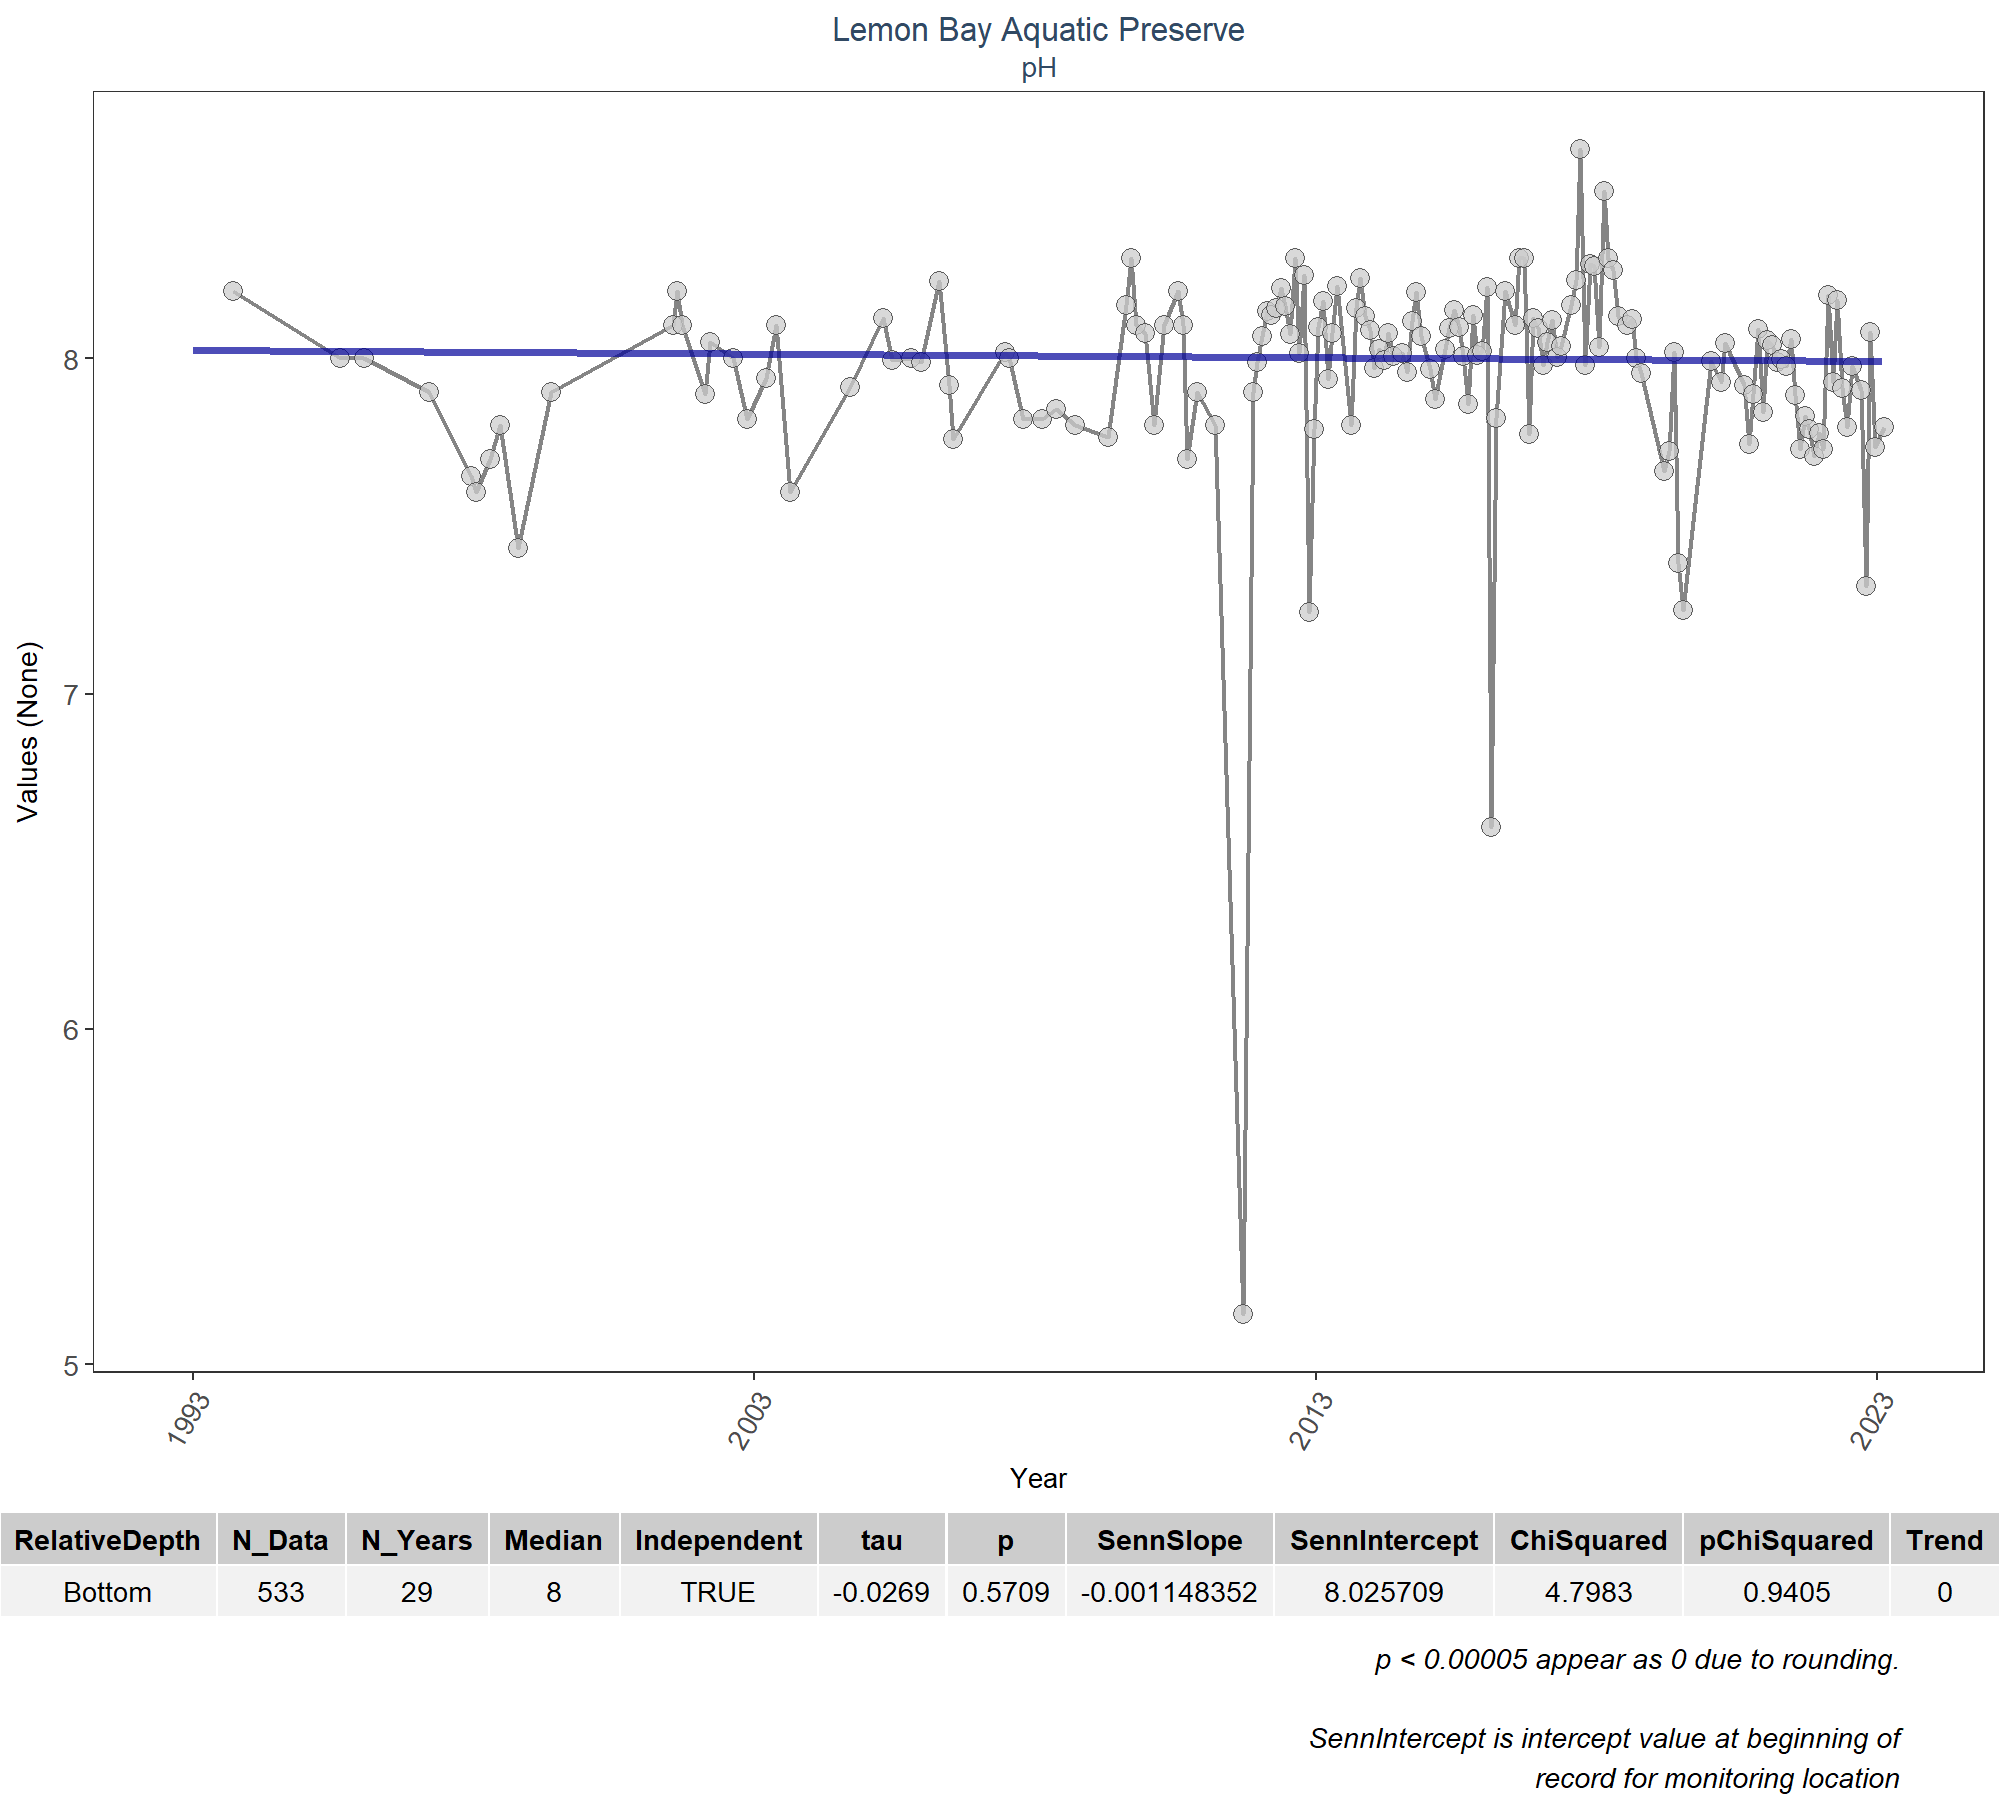 Lemon Bay Aquatic Preserve
pH
Values (None)
8
7
6
5
1993 2003 2013 2023
Year
RelativeDepth N_Data N_Years Median Independent tau p SennSlope SennIntercept ChiSquared pChiSquared Trend
Bottom 533 29 8 TRUE -0.0269 0.5709 -0.001148352 8.025709 4.7983 0.9405 0
p < 0.00005 appear as 0 due to rounding.
SennIntercept is intercept value at beginning of
record for monitoring location